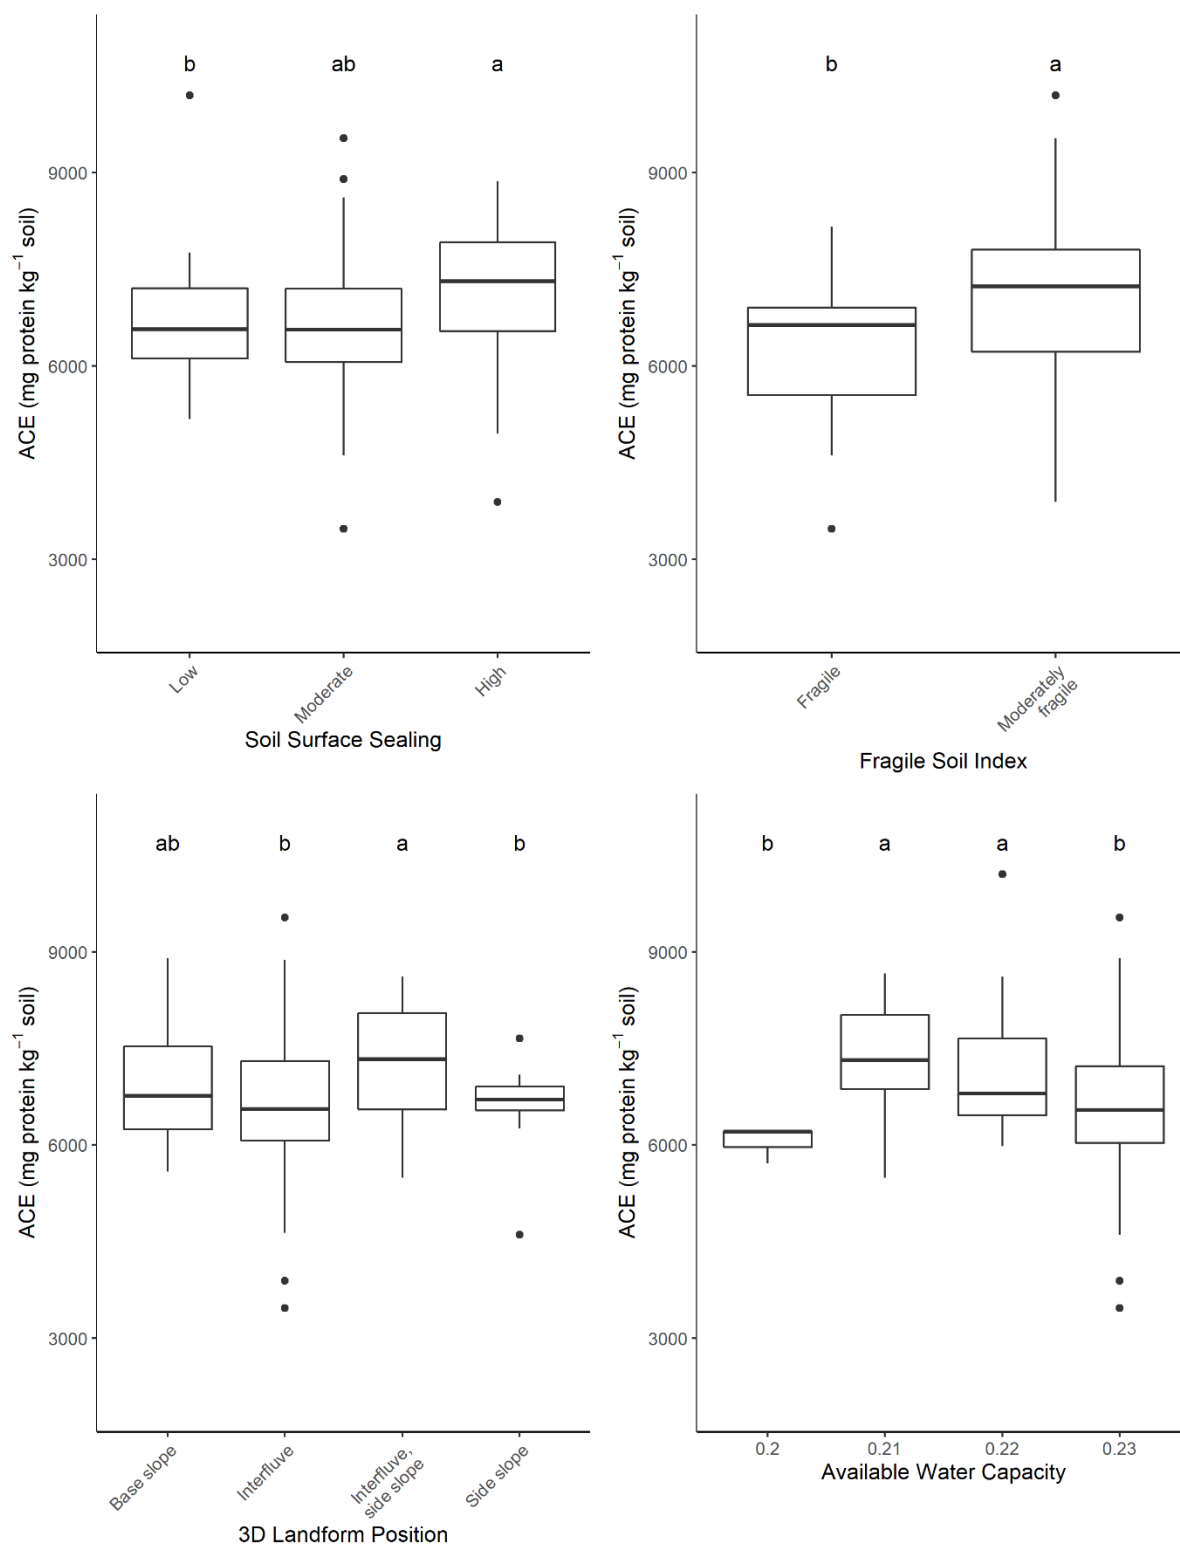 b ab a
9000
6000
3000
ACE (mg protein kg⁻¹ soil)
Low
Moderate
High
Soil Surface Sealing
b a
9000
6000
3000
ACE (mg protein kg⁻¹ soil)
Fragile
Moderately
fragile
Fragile Soil Index
ab b a b
9000
6000
3000
ACE (mg protein kg⁻¹ soil)
Base slope
Interfluve
Interfluve,
side slope
Side slope
3D Landform Position
b a a b
9000
6000
3000
ACE (mg protein kg⁻¹ soil)
0.2 0.21 0.22 0.23
Available Water Capacity